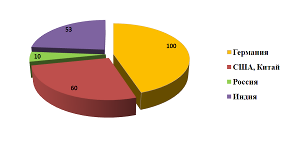 53
100
10
60
Германия
США, Китай
Россия
Индия